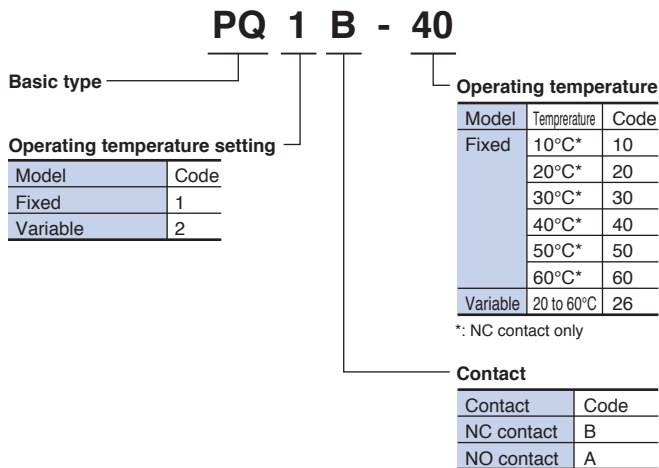 PQ 1 B - 40
Basic type
Operating temperature setting
Model Code
Fixed 1
Variable 2
Operating temperature
Model Temprerature Code
Fixed 10°C* 10
20°C* 20
30°C* 30
40°C* 40
50°C* 50
60°C* 60
Variable 20 to 60°C 26
*: NC contact only
Contact
Contact Code
NC contact B
NO contact A